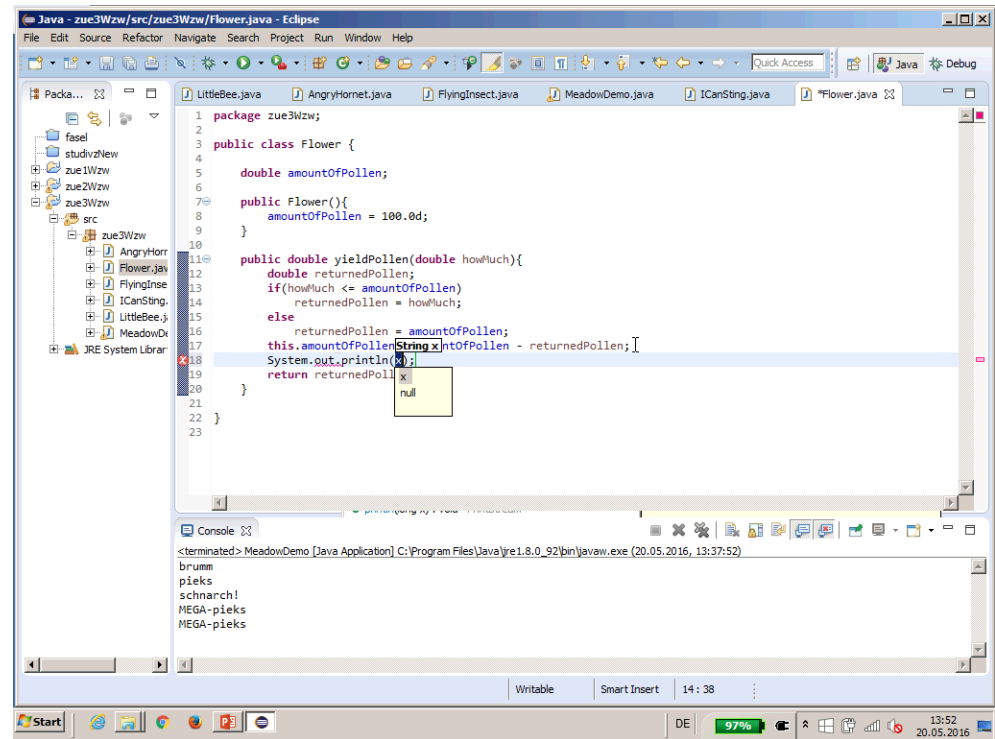 Java - zue3Wzw/src/zue3Wzw/Flower.java - Eclipse
File Edit Source Refactor Navigate Search Project Run Window Help
Quick Access Java Debug
Packa...
LittleBee.java AngryHornet.java FlyingInsect.java MeadowDemo.java ICanSting.java *Flower.java
fasel
studivzNew
zue1Wzw
zue2Wzw
zue3Wzw
src
zue3Wzw
AngryHorr
Flower.jav
FlyingInse
ICanSting.
LittleBee.j
MeadowDe
JRE System Librar
1 package zue3Wzw;
2
3 public class Flower {
4
5 double amountOfPollen;
6
7 public Flower(){
8 amountOfPollen = 100.0d;
9 }
10
11 public double yieldPollen(double howMuch){
12 double returnedPollen;
13 if(howMuch <= amountOfPollen)
14 returnedPollen = howMuch;
15 else
16 returnedPollen = amountOfPollen;
17 this.amountOfPollen String x ntOfPollen - returnedPollen;
18 System.out.println(x);
19 return returnedPoll
20 }
21
22 }
23
x
null
Console
<terminated> MeadowDemo [Java Application] C:\Program Files\Java\jre1.8.0_92\bin\javaw.exe (20.05.2016, 13:37:52)
brumm
pieks
schnarch!
MEGA-pieks
MEGA-pieks
Writable Smart Insert 14 : 38
Start DE 97% 13:52
20.05.2016